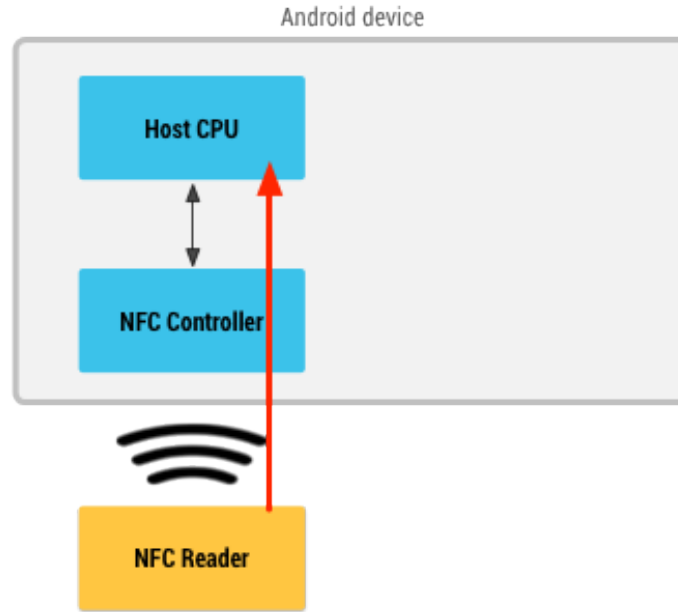 Android device
Host CPU
NFC Controller
NFC Reader